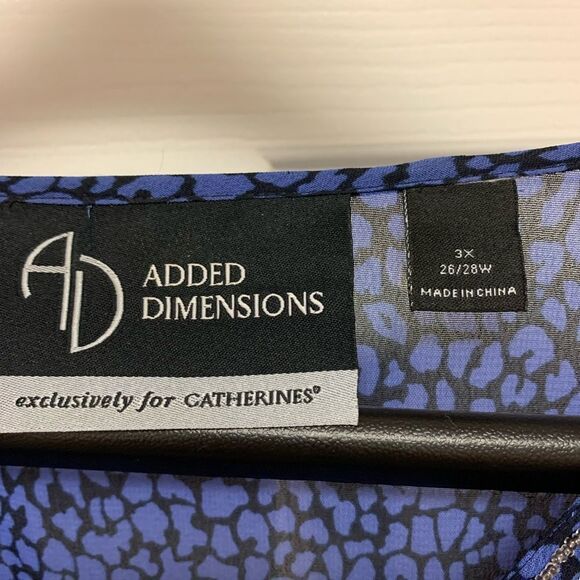 AD
ADDED
DIMENSIONS
exclusively for CATHERINES®
3X
26/28W
MADE IN CHINA